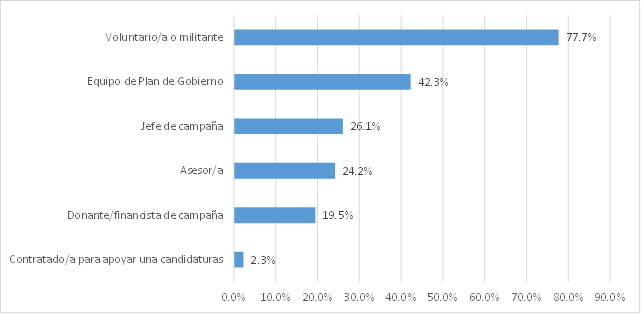 Voluntario/a o militante 77.7%
Equipo de Plan de Gobierno 42.3%
Jefe de campaña 26.1%
Asesor/a 24.2%
Donante/financista de campaña 19.5%
Contratado/a para apoyar una candidaturas 2.3%
0.0% 10.0% 20.0% 30.0% 40.0% 50.0% 60.0% 70.0% 80.0% 90.0%